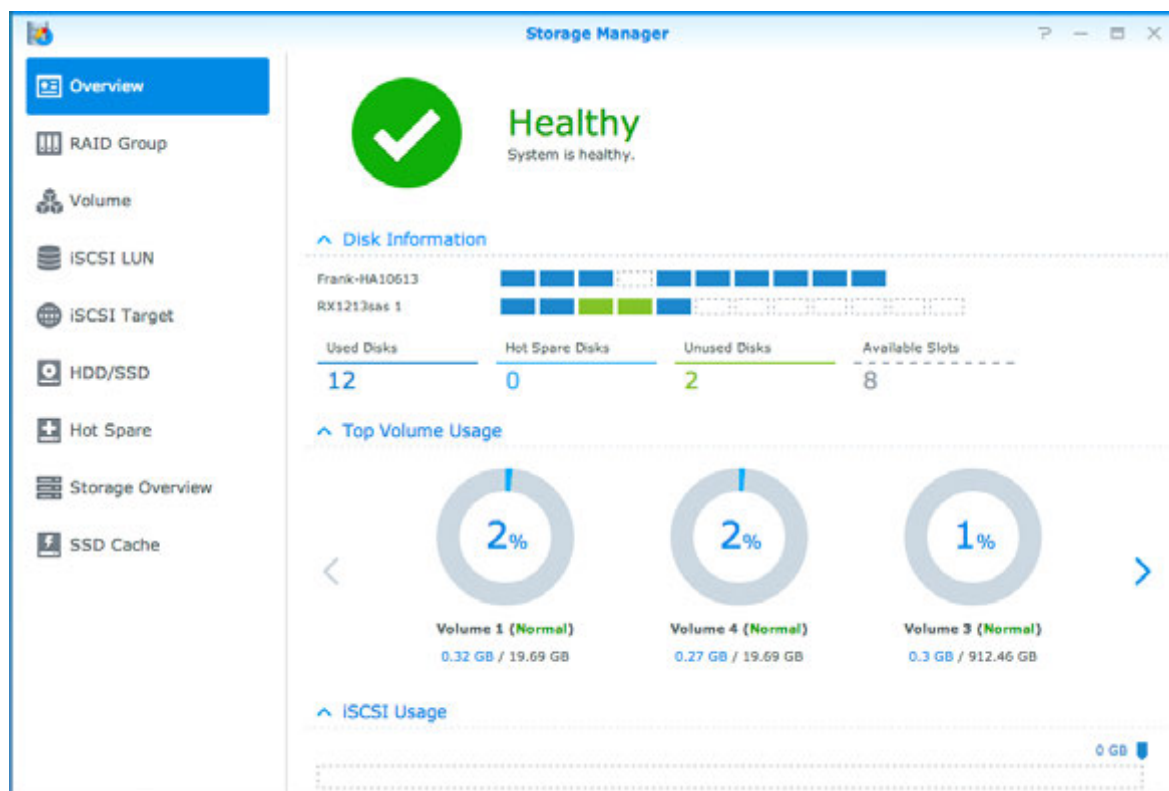 Storage Manager
Overview
RAID Group
Volume
iSCSI LUN
iSCSI Target
HDD/SSD
Hot Spare
Storage Overview
SSD Cache
Healthy
System is healthy.
Disk Information
Frank-HA10613
RX1213sas 1
Used Disks Hot Spare Disks Unused Disks Available Slots
12 0 2 8
Top Volume Usage
2% 2% 1%
Volume 1 (Normal) Volume 4 (Normal) Volume 3 (Normal)
0.32 GB / 19.69 GB 0.27 GB / 19.69 GB 0.3 GB / 912.46 GB
iSCSI Usage
0 GB